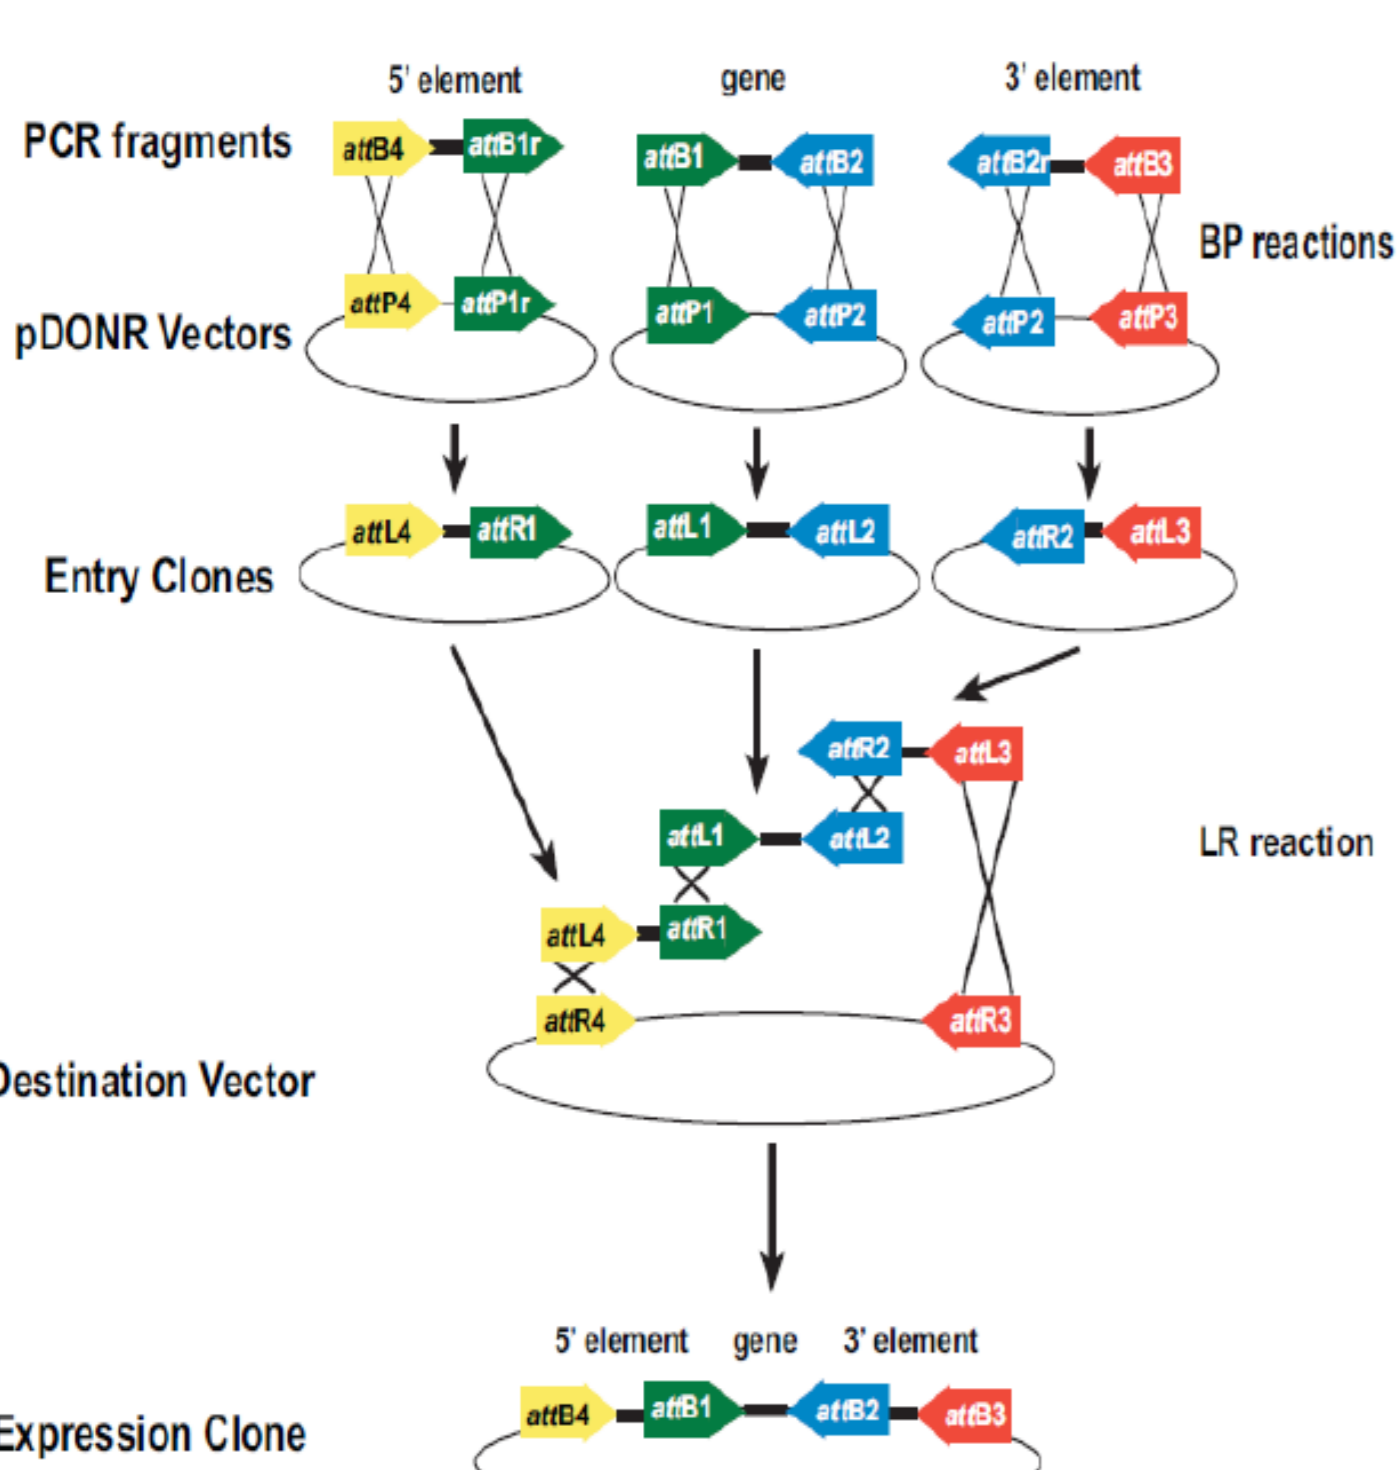 5' element gene 3' element
PCR fragments attB4 attB1r attB1 attB2 attB2r attB3
BP reactions
pDONR Vectors attP4 attP1r attP1 attP2 attP2 attP3
attL4 attR1 attL1 attL2 attR2 attL3
Entry Clones
attR2 attL3
attL1 attL2
LR reaction
attL4 attR1
attR4 attR3
Destination Vector
5' element gene 3' element
attB4 attB1 attB2 attB3
Expression Clone